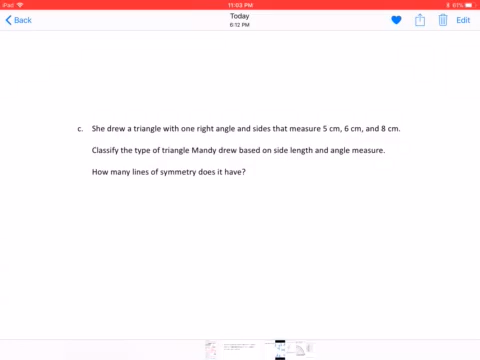 iPad
11:03 PM
61%
Back
Today
6:12 PM
Edit
c. She drew a triangle with one right angle and sides that measure 5 cm, 6 cm, and 8 cm.
Classify the type of triangle Mandy drew based on side length and angle measure.
How many lines of symmetry does it have?